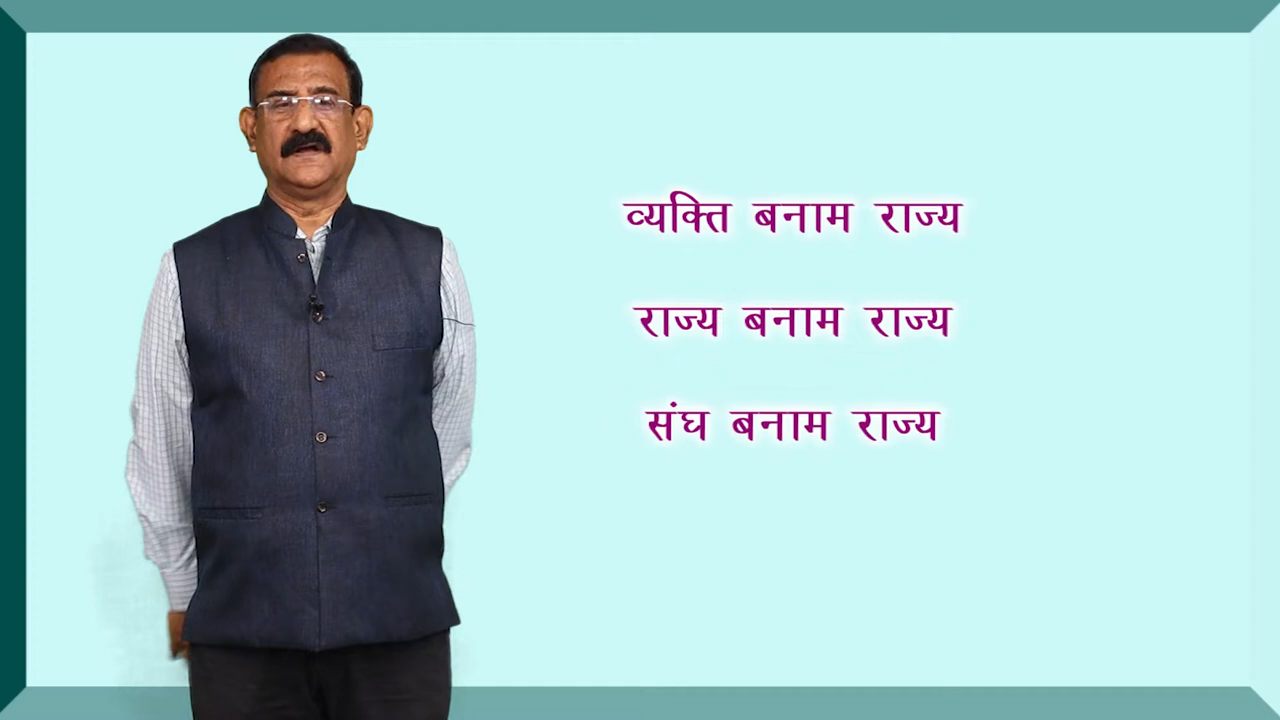 व्यक्ति बनाम राज्य
राज्य बनाम राज्य
संघ बनाम राज्य